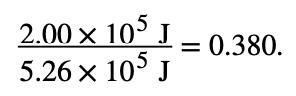 2.00 × 10⁵ J
5.26 × 10⁵ J = 0.380.